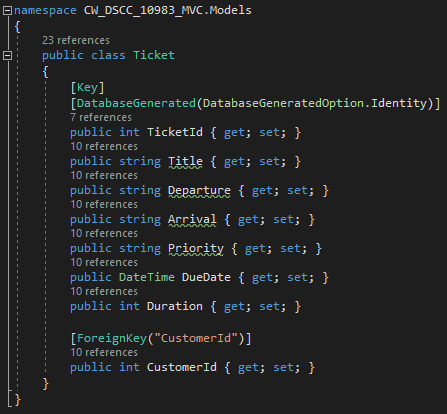 namespace CW_DSCC_10983_MVC.Models
{
23 references
public class Ticket
{
[Key]
[DatabaseGenerated(DatabaseGeneratedOption.Identity)]
7 references
public int TicketId { get; set; }
10 references
public string Title { get; set; }
10 references
public string Departure { get; set; }
10 references
public string Arrival { get; set; }
10 references
public string Priority { get; set; }
10 references
public DateTime DueDate { get; set; }
10 references
public int Duration { get; set; }
[ForeignKey("CustomerId")]
10 references
public int CustomerId { get; set; }
}
}